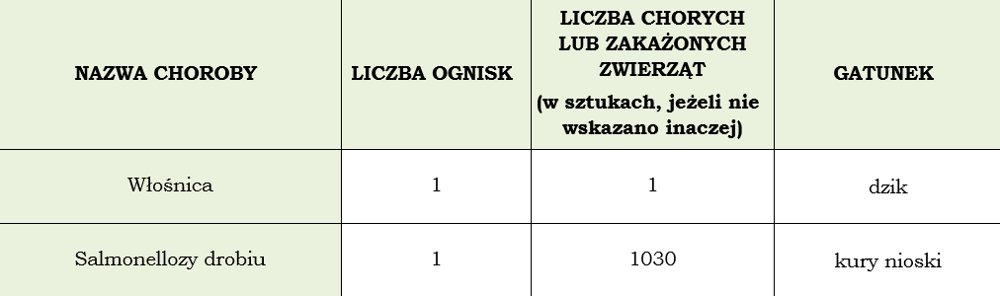 NAZWA CHOROBY
LICZBA OGNISK
LICZBA CHORYCH
LUB ZAKAŻONYCH
ZWIERZĄT
(w sztukach, jeżeli nie
wskazano inaczej)
GATUNEK
Włośnica
1
1
dzik
Salmonellozy drobiu
1
1030
kury nioski